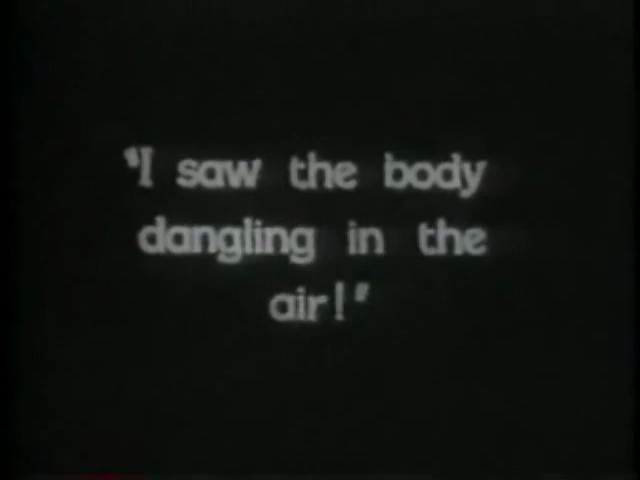 "I saw the body
dangling in the
air!"